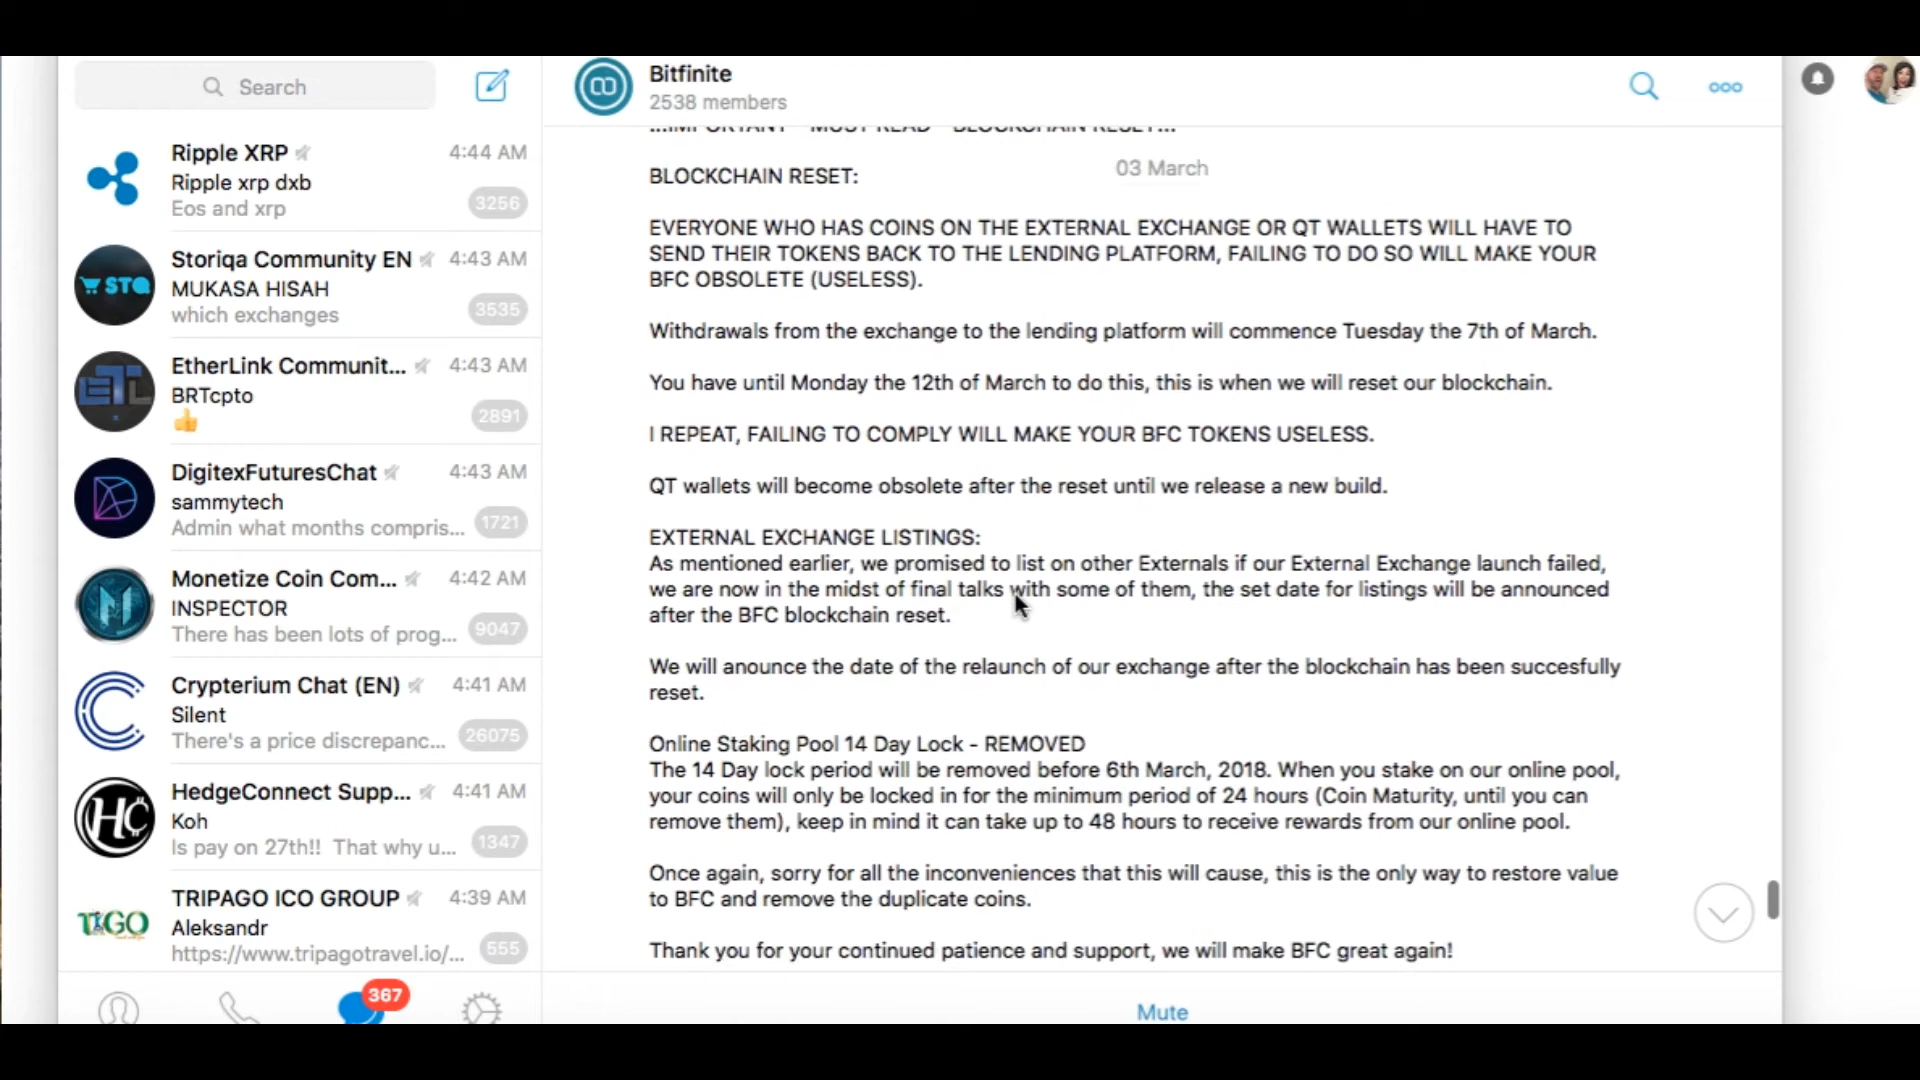 Search
Ripple XRP
4:44 AM
Ripple xrp dxb
Eos and xrp
3256
Storiqa Community EN
4:43 AM
STQ
MUKASA HISAH
which exchanges
3535
EtherLink Communit...
4:43 AM
ETL
BRTcpto
👍
2891
DigitexFuturesChat
4:43 AM
sammytech
Admin what months compris...
1721
Monetize Coin Com...
4:42 AM
INSPECTOR
There has been lots of prog...
9047
Crypterium Chat (EN)
4:41 AM
Silent
There's a price discrepanc...
26075
HedgeConnect Supp...
4:41 AM
HC
Koh
Is pay on 27th!! That why u...
1347
TRIPAGO ICO GROUP
4:39 AM
TGO
Aleksandr
https://www.tripagotravel.io/...
555
367
Bitfinite
2538 members
...IMPORTANT - MUST READ - BLOCKCHAIN RESET...
03 March
BLOCKCHAIN RESET:
EVERYONE WHO HAS COINS ON THE EXTERNAL EXCHANGE OR QT WALLETS WILL HAVE TO
SEND THEIR TOKENS BACK TO THE LENDING PLATFORM, FAILING TO DO SO WILL MAKE YOUR
BFC OBSOLETE (USELESS).
Withdrawals from the exchange to the lending platform will commence Tuesday the 7th of March.
You have until Monday the 12th of March to do this, this is when we will reset our blockchain.
I REPEAT, FAILING TO COMPLY WILL MAKE YOUR BFC TOKENS USELESS.
QT wallets will become obsolete after the reset until we release a new build.
EXTERNAL EXCHANGE LISTINGS:
As mentioned earlier, we promised to list on other Externals if our External Exchange launch failed,
we are now in the midst of final talks with some of them, the set date for listings will be announced
after the BFC blockchain reset.
We will anounce the date of the relaunch of our exchange after the blockchain has been succesfully
reset.
Online Staking Pool 14 Day Lock - REMOVED
The 14 Day lock period will be removed before 6th March, 2018. When you stake on our online pool,
your coins will only be locked in for the minimum period of 24 hours (Coin Maturity, until you can
remove them), keep in mind it can take up to 48 hours to receive rewards from our online pool.
Once again, sorry for all the inconveniences that this will cause, this is the only way to restore value
to BFC and remove the duplicate coins.
Thank you for your continued patience and support, we will make BFC great again!
Mute